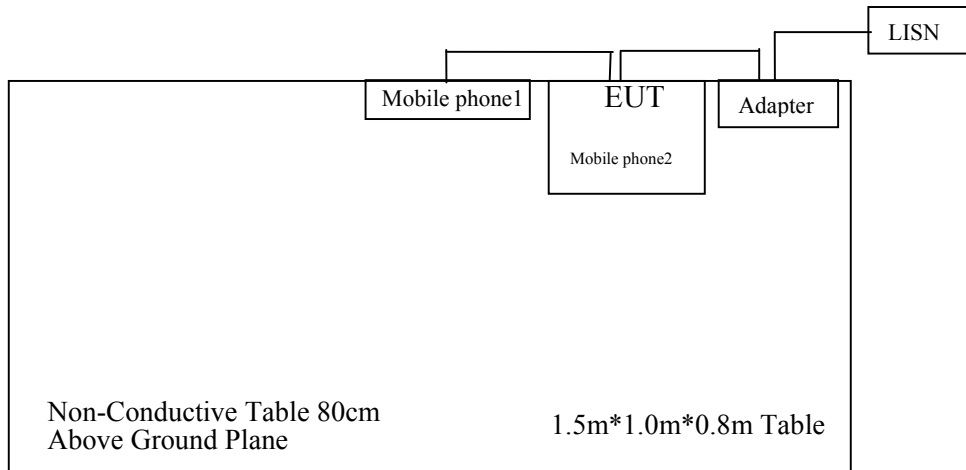 LISN
Mobile phone1
EUT
Adapter
Mobile phone2
Non-Conductive Table 80cm
Above Ground Plane
1.5m*1.0m*0.8m Table